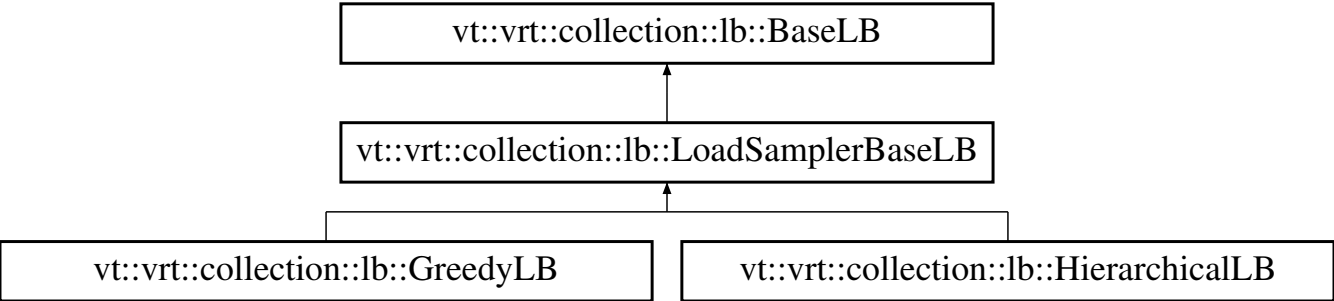 vt::vrt::collection::lb::BaseLB
vt::vrt::collection::lb::LoadSamplerBaseLB
vt::vrt::collection::lb::GreedyLB
vt::vrt::collection::lb::HierarchicalLB